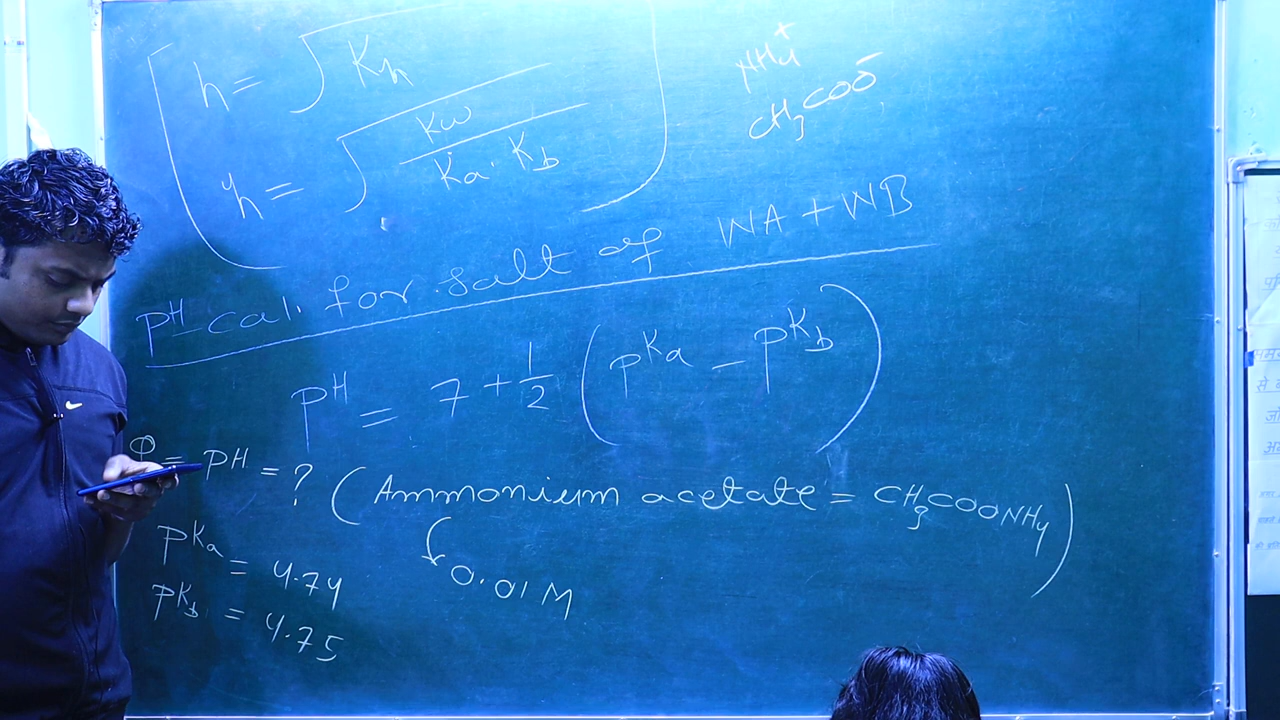 h = √Kh
NH4+
CH3COO-
h = √Kw/Ka.Kb
pH cal. for salt of WA + WB
pH = 7 + 1/2 (pKa - pKb)
Q = pH = ? (Ammonium acetate = CH3COONH4)
0.01 M
pKa = 4.74
pKb = 4.75